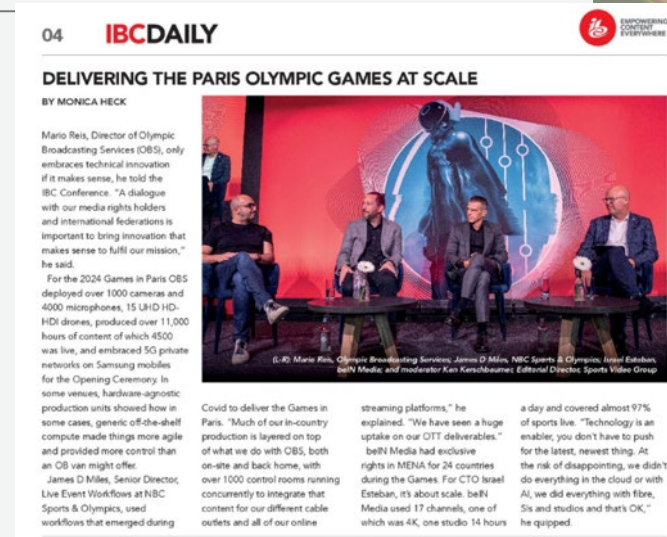 04 IBCDAILY
ibc EMPOWERING
CONTENT
EVERYWHERE
DELIVERING THE PARIS OLYMPIC GAMES AT SCALE
BY MONICA HECK
Mario Reis, Director of Olympic
Broadcasting Services (OBS), only
embraces technical innovation
if it makes sense, he told the
IBC Conference. "A dialogue
with our media rights holders
and international federations is
important to bring innovation that
makes sense to fulfil our mission,"
he said.
For the 2024 Games in Paris OBS
deployed over 1000 cameras and
4000 microphones, 15 UHD HD-
HDI drones, produced over 11,000
hours of content of which 4500
was live, and embraced 5G private
networks on Samsung mobiles
for the Opening Ceremony. In
some venues, hardware-agnostic
production units showed how in
some cases, generic off-the-shelf
compute made things more agile
and provided more control than
an OB van might offer.
James D Miles, Senior Director,
Live Event Workflows at NBC
Sports & Olympics, used
workflows that emerged during
(L-R): Mario Reis, Olympic Broadcasting Services; James D Miles, NBC Sports & Olympics; Israel Esteban,
beIN Media; and moderator Ken Kerschbaumer, Editorial Director, Sports Video Group
Covid to deliver the Games in
Paris. "Much of our in-country
production is layered on top
of what we do with OBS, both
on-site and back home, with
over 1000 control rooms running
concurrently to integrate that
content for our different cable
outlets and all of our online
streaming platforms," he
explained. "We have seen a huge
uptake on our OTT deliverables."
beIN Media had exclusive
rights in MENA for 24 countries
during the Games. For CTO Israel
Esteban, it's about scale. beIN
Media used 17 channels, one of
which was 4K, one studio 14 hours
a day and covered almost 97%
of sports live. "Technology is an
enabler, you don't have to push
for the latest, newest thing. At
the risk of disappointing, we didn't
do everything in the cloud or with
AI, we did everything with fibre,
SIs and studios and that's OK,"
he quipped.